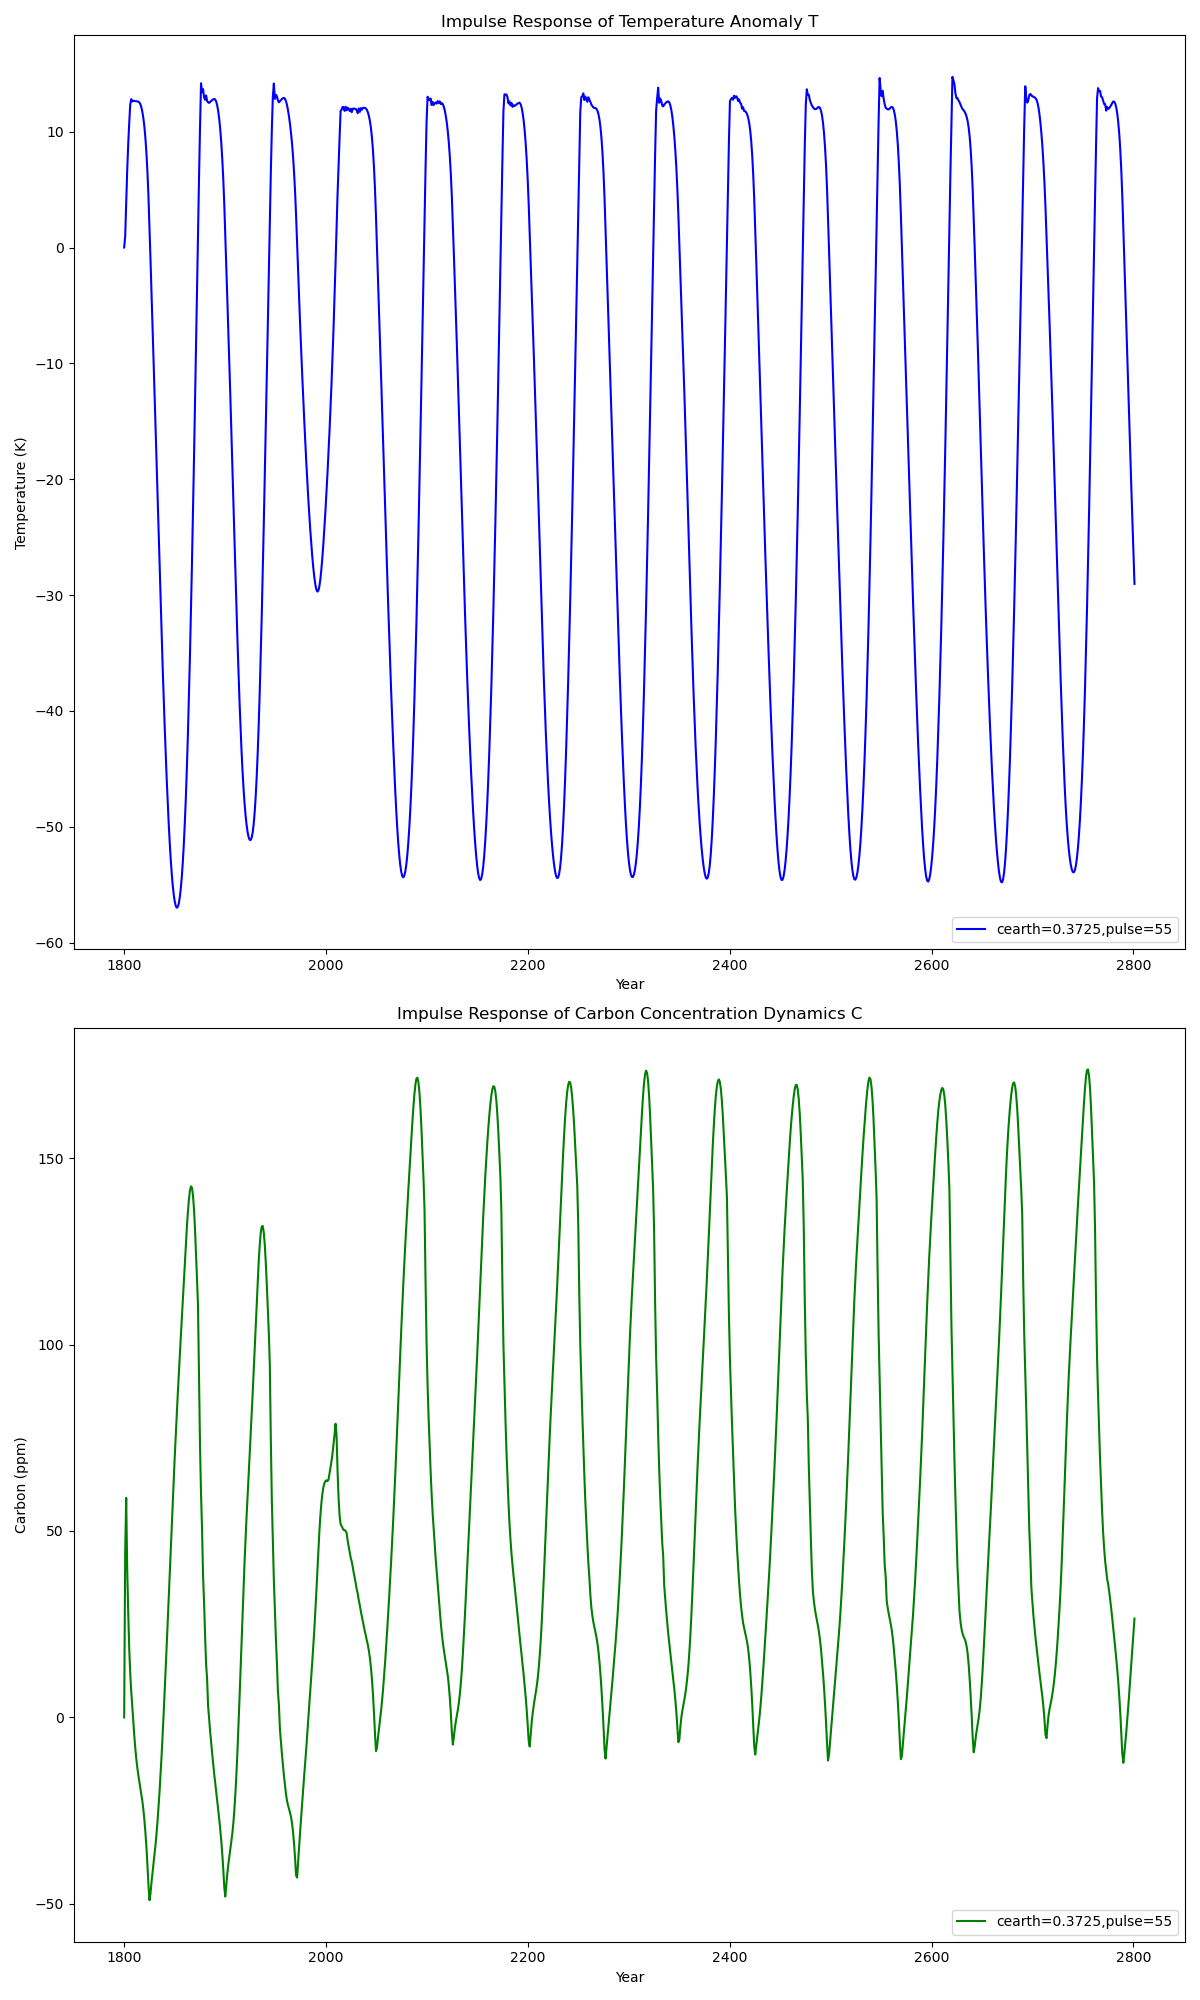 Impulse Response of Temperature Anomaly T
10
0
−10
−20
−30
−40
−50
−60
Temperature (K)
cearth=0.3725,pulse=55
1800 2000 2200 2400 2600 2800
Year
Impulse Response of Carbon Concentration Dynamics C
150
100
50
0
−50
Carbon (ppm)
cearth=0.3725,pulse=55
1800 2000 2200 2400 2600 2800
Year